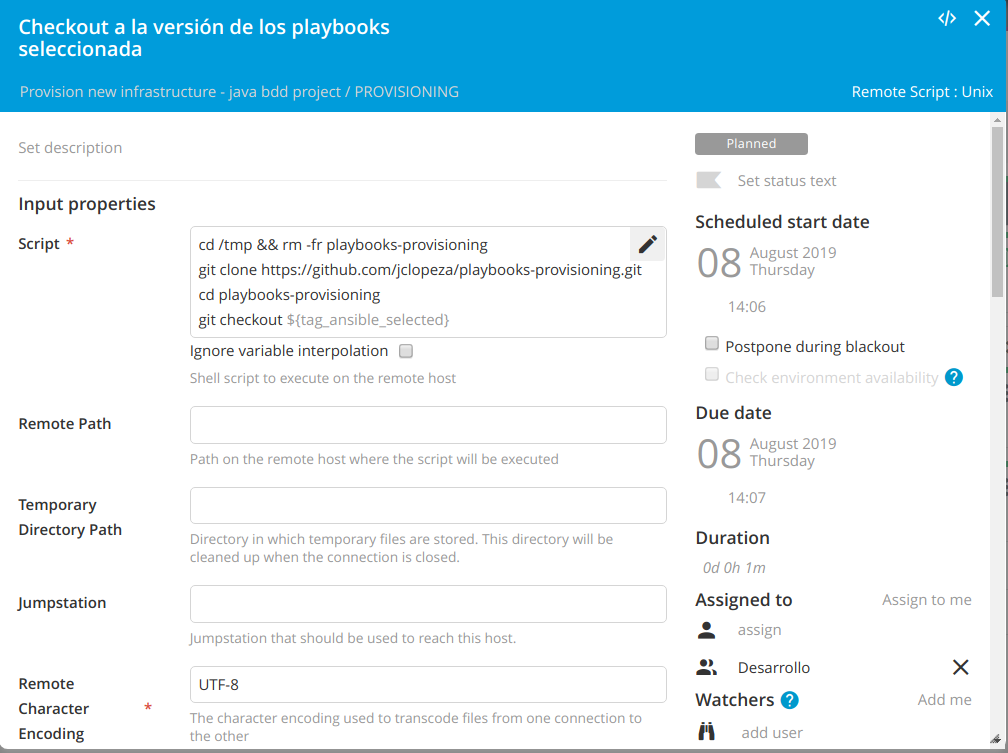 Checkout a la versión de los playbooks
seleccionada
Provision new infrastructure - java bdd project / PROVISIONING
Remote Script : Unix
Set description
Input properties
Script *
cd /tmp && rm -fr playbooks-provisioning
git clone https://github.com/jclopeza/playbooks-provisioning.git
cd playbooks-provisioning
git checkout ${tag_ansible_selected}
Ignore variable interpolation
Shell script to execute on the remote host
Remote Path
Path on the remote host where the script will be executed
Temporary
Directory Path
Directory in which temporary files are stored. This directory will be
cleaned up when the connection is closed.
Jumpstation
Jumpstation that should be used to reach this host.
Remote
Character *
Encoding
UTF-8
The character encoding used to transcode files from one connection to
the other
Planned
Set status text
Scheduled start date
08 August 2019
Thursday
14:06
Postpone during blackout
Check environment availability ?
Due date
08 August 2019
Thursday
14:07
Duration
0d 0h 1m
Assigned to Assign to me
assign
Desarrollo
Watchers ? Add me
add user